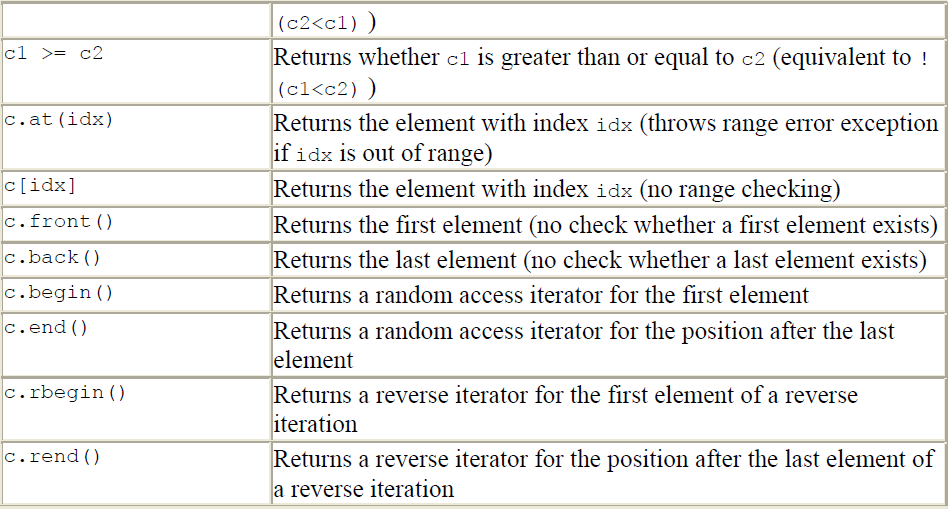 (c2<c1) )
c1 >= c2
Returns whether c1 is greater than or equal to c2 (equivalent to !
(c1<c2) )
c.at(idx)
Returns the element with index idx (throws range error exception
if idx is out of range)
c[idx]
Returns the element with index idx (no range checking)
c.front()
Returns the first element (no check whether a first element exists)
c.back()
Returns the last element (no check whether a last element exists)
c.begin()
Returns a random access iterator for the first element
c.end()
Returns a random access iterator for the position after the last
element
c.rbegin()
Returns a reverse iterator for the first element of a reverse
iteration
c.rend()
Returns a reverse iterator for the position after the last element of
a reverse iteration